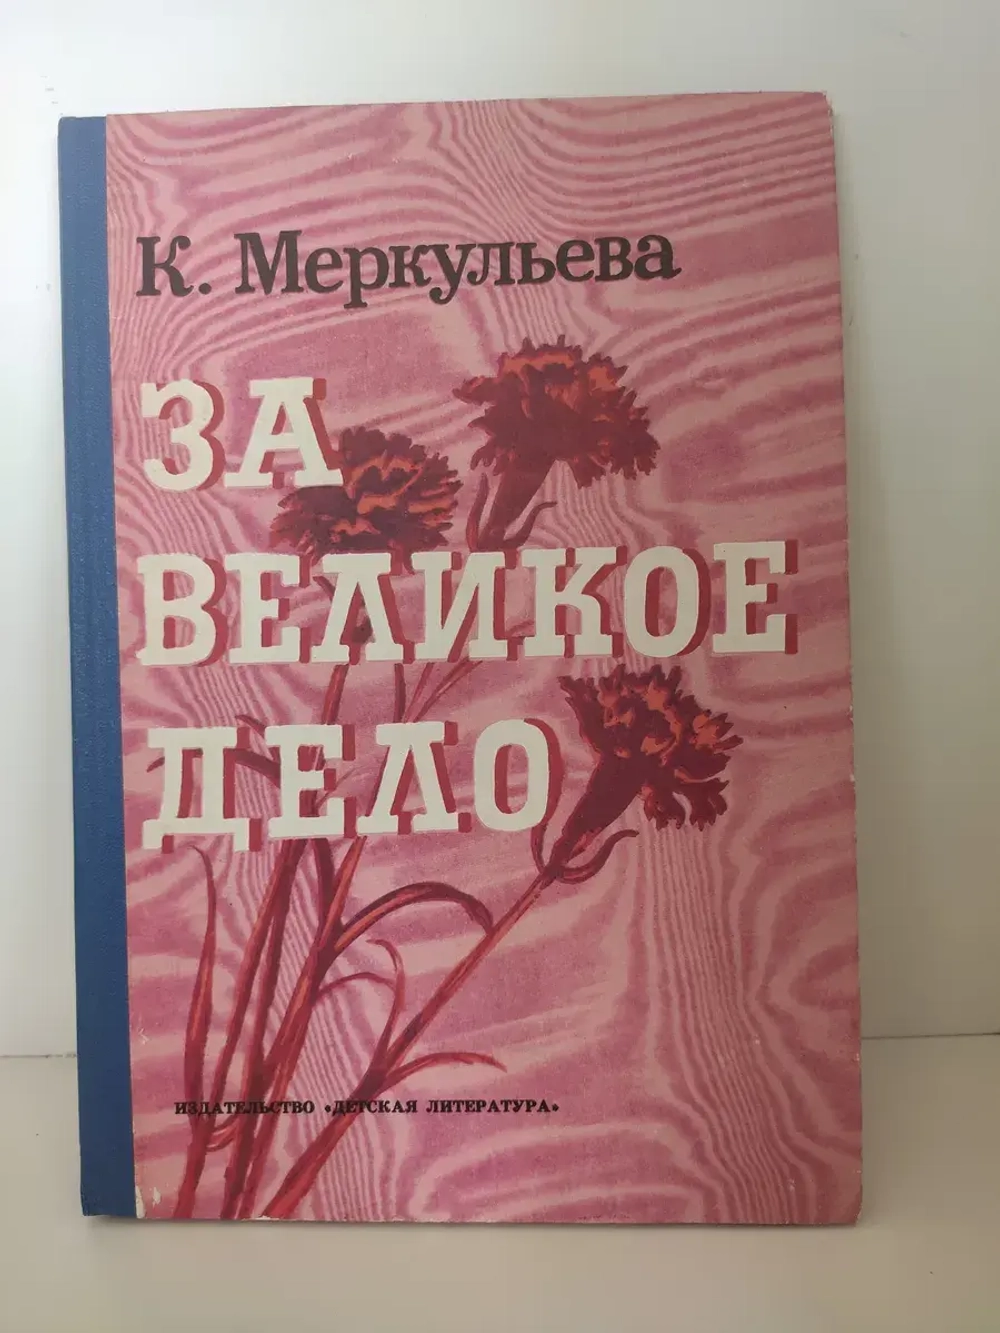 К. Меркульева
ЗА
ВЕЛИКОЕ
ДЕЛО
ИЗДАТЕЛЬСТВО «ДЕТСКАЯ ЛИТЕРАТУРА»